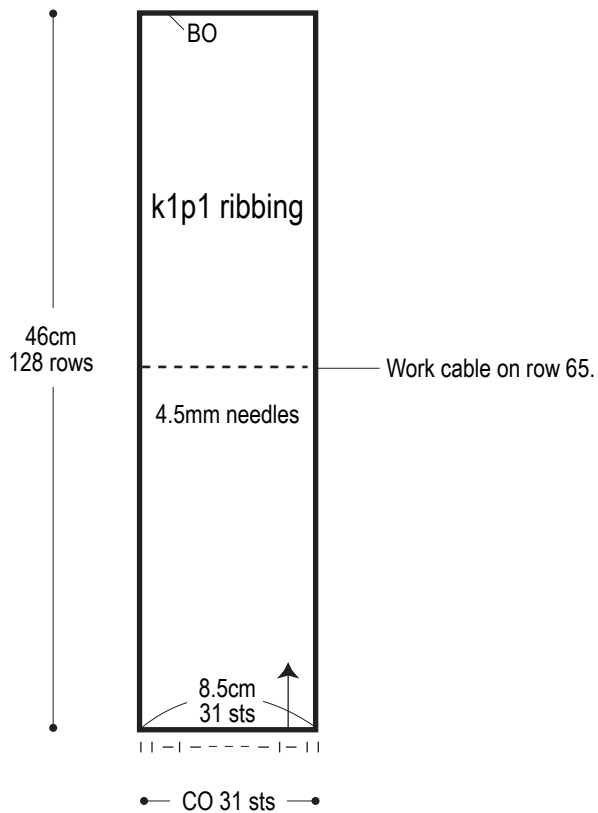 BO
k1p1 ribbing
46cm
128 rows
Work cable on row 65.
4.5mm needles
8.5cm
31 sts
CO 31 sts